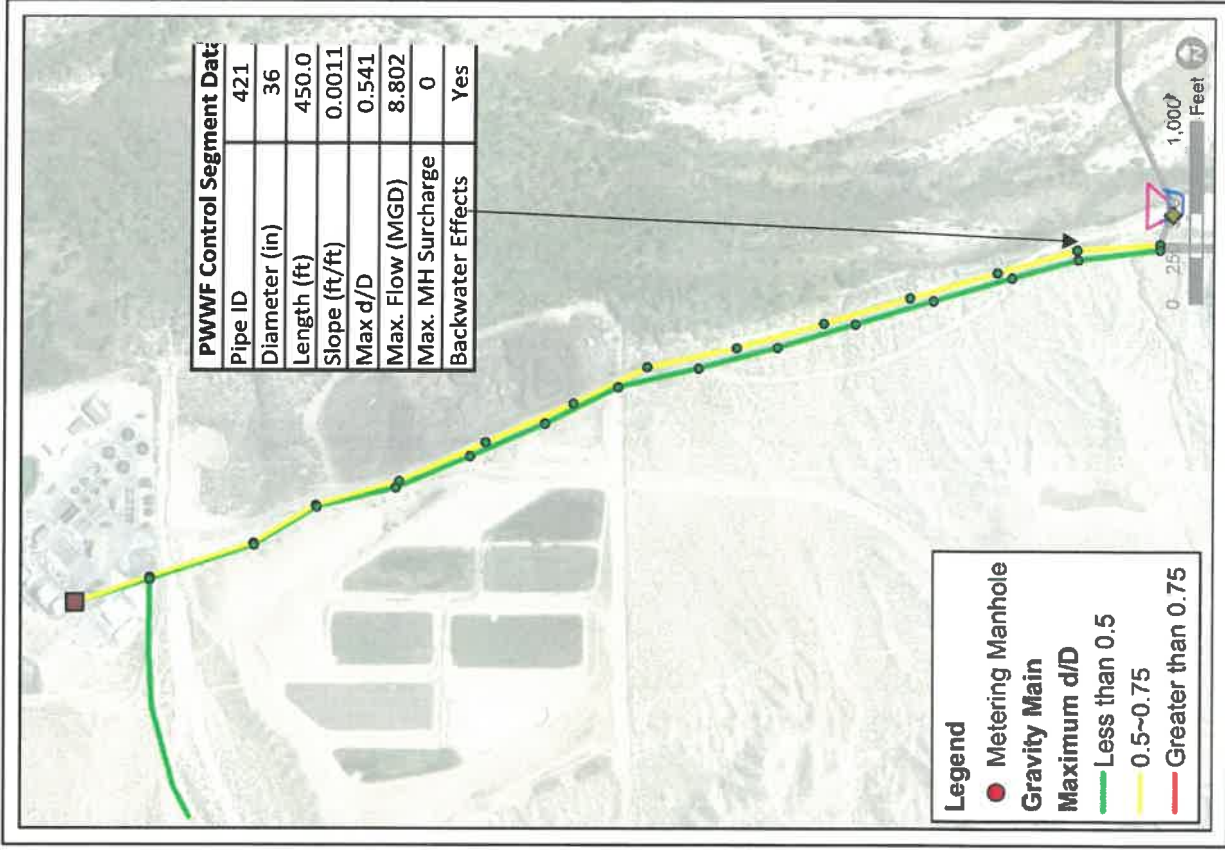 PWWF Control Segment Data
Pipe ID 421
Diameter (in) 36
Length (ft) 450.0
Slope (ft/ft) 0.0011
Max d/D 0.541
Max. Flow (MGD) 8.802
Max. MH Surcharge 0
Backwater Effects Yes
Legend
Metering Manhole
Gravity Main
Maximum d/D
Less than 0.5
0.5~0.75
Greater than 0.75
0 1,000
Feet